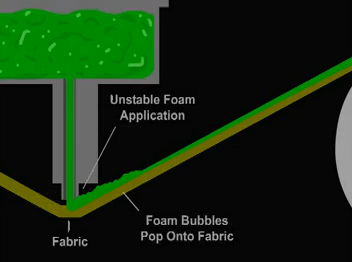 Unstable Foam
Application
Foam Bubbles
Pop Onto Fabric
Fabric